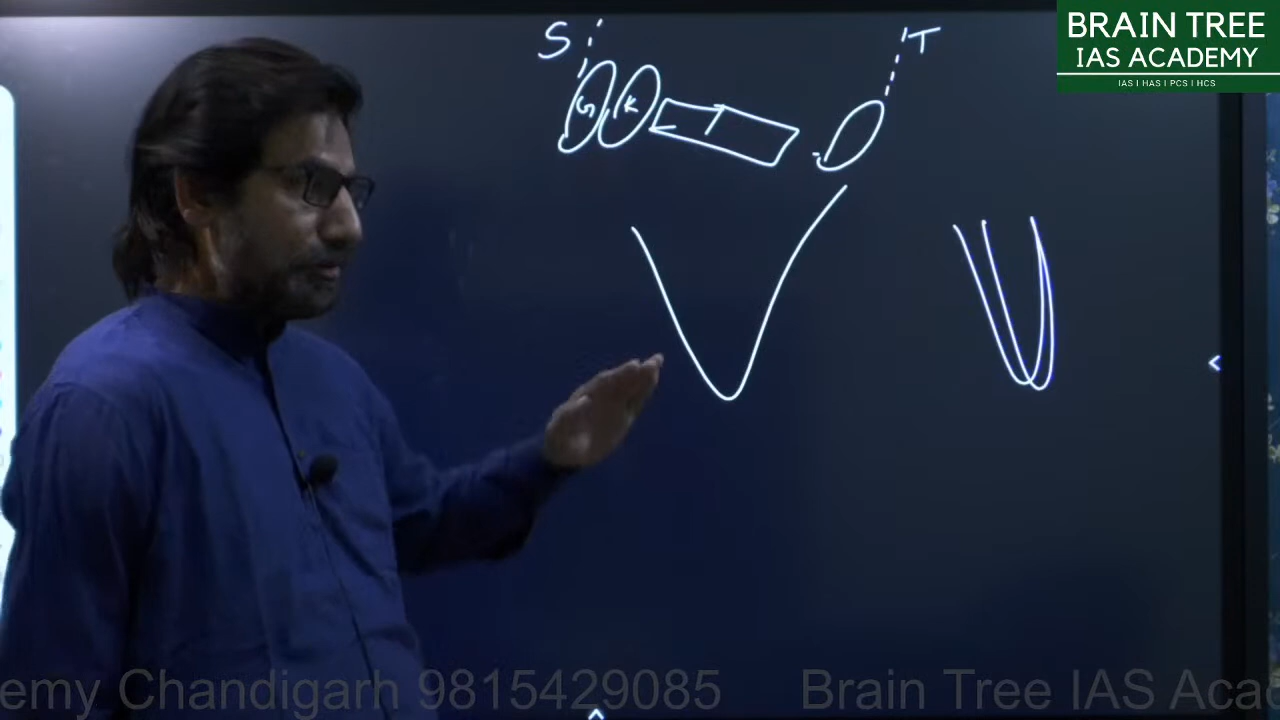 BRAIN TREE
IAS ACADEMY
IAS I HAS I PCS I HCS
S
T
G K
emy Chandigarh 9815429085 Brain Tree IAS Acad